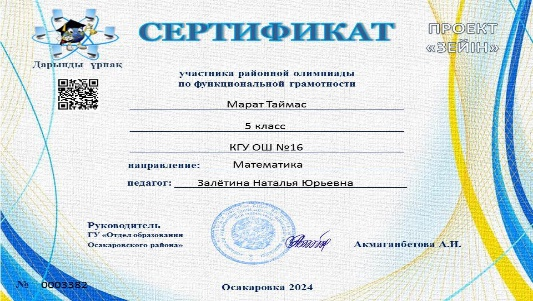 СЕРТИФИКАТ
ПРОЕКТ
«ЗЕЙІН»
Дарынды ұрпақ
участника районной олимпиады
по функциональной грамотности
Марат Таймас
5 класс
КГУ ОШ №16
направление: Математика
педагог: Залётина Наталья Юрьевна
Руководитель
ГУ «Отдел образования
Осакаровского района»
Акмаганбетова А.И.
№ 0003382
Осакаровка 2024